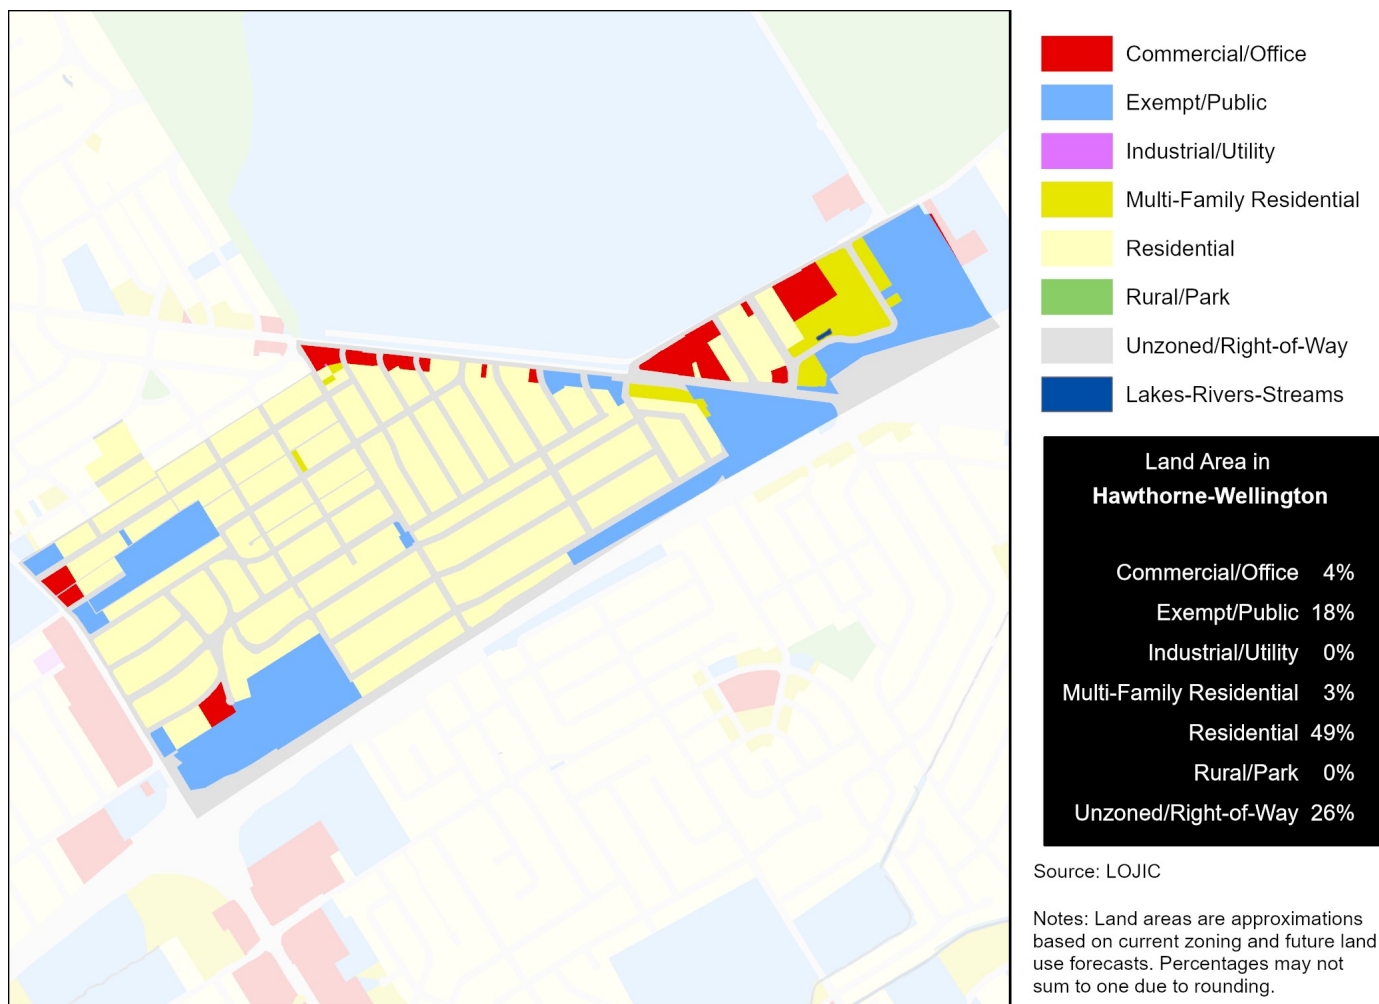 Commercial/Office
Exempt/Public
Industrial/Utility
Multi-Family Residential
Residential
Rural/Park
Unzoned/Right-of-Way
Lakes-Rivers-Streams
Land Area in
Hawthorne-Wellington
Commercial/Office 4%
Exempt/Public 18%
Industrial/Utility 0%
Multi-Family Residential 3%
Residential 49%
Rural/Park 0%
Unzoned/Right-of-Way 26%
Source: LOJIC
Notes: Land areas are approximations
based on current zoning and future land
use forecasts. Percentages may not
sum to one due to rounding.